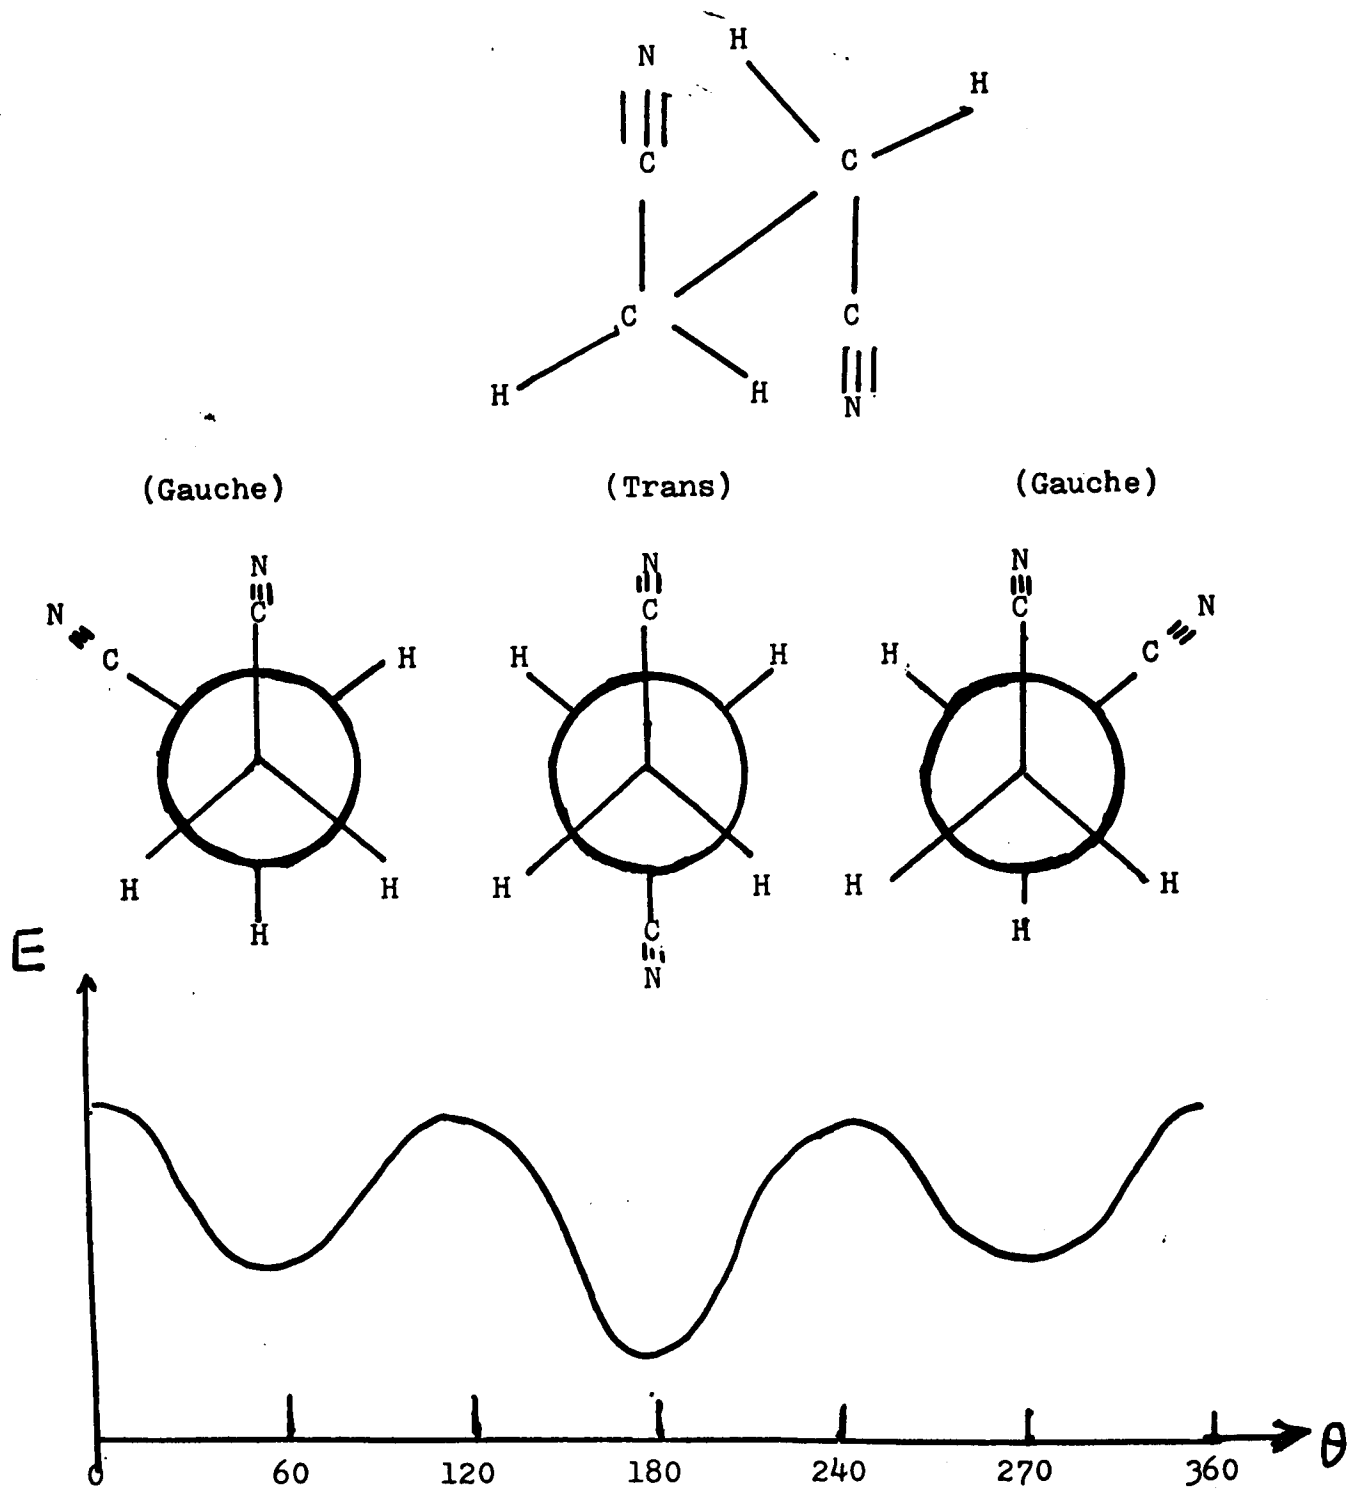 N H
H
C C
C C
H H N
(Gauche) (Trans) (Gauche)
N N N
N C C C N
C H H H H C
H H H H H H
H C H
N
E
0 60 120 180 240 270 360 θ